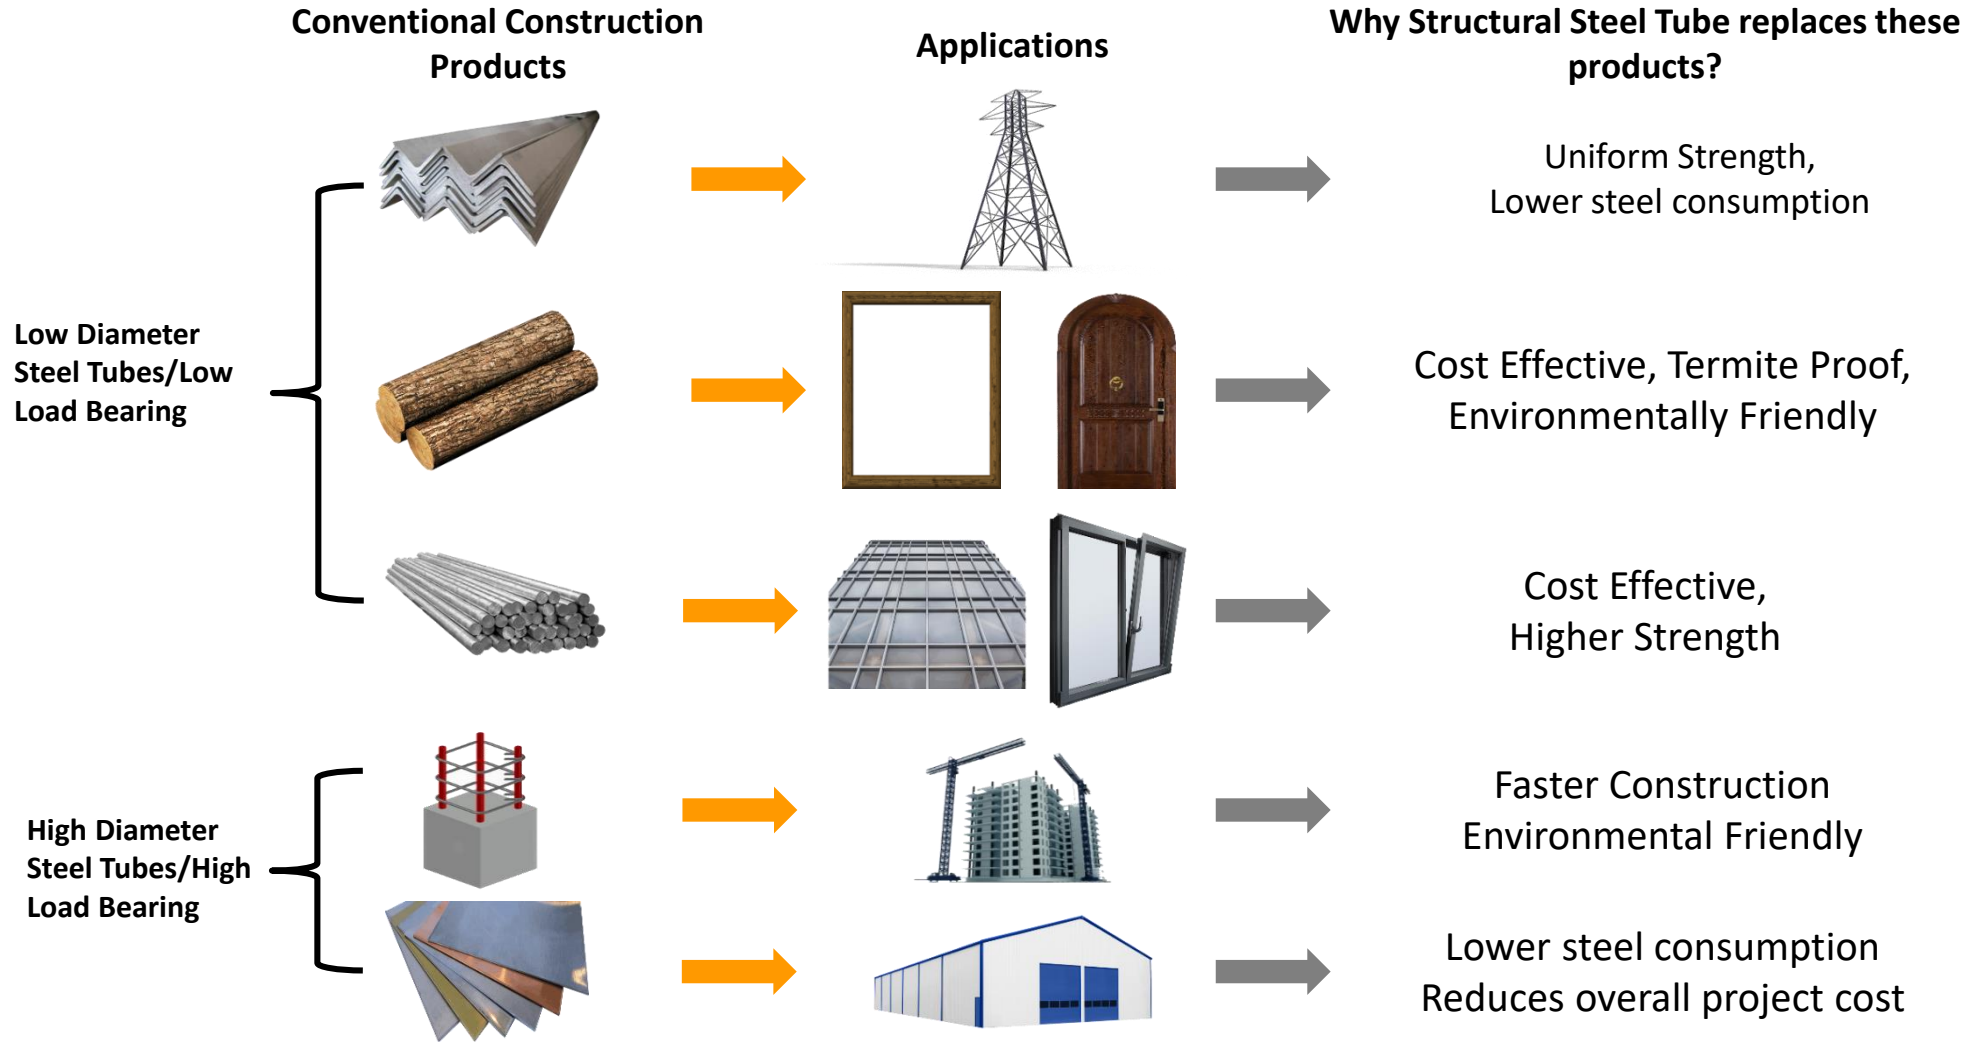 Conventional Construction
Products
Applications
Why Structural Steel Tube replaces these
products?
Uniform Strength,
Lower steel consumption
Low Diameter
Steel Tubes/Low
Load Bearing
Cost Effective, Termite Proof,
Environmentally Friendly
Cost Effective,
Higher Strength
High Diameter
Steel Tubes/High
Load Bearing
Faster Construction
Environmental Friendly
Lower steel consumption
Reduces overall project cost